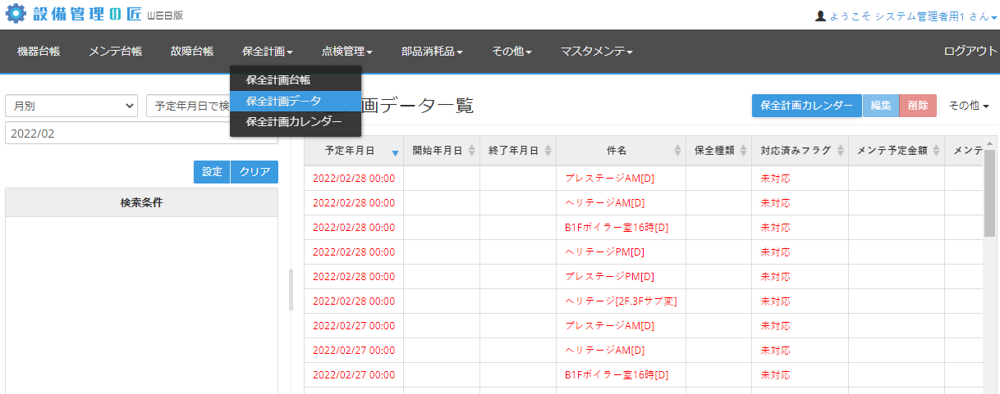 設備管理の匠 WEB版
ようこそ システム管理者用1 さん
機器台帳 メンテ台帳 故障台帳 保全計画 点検管理 部品消耗品 その他 マスタメンテ ログアウト
保全計画台帳
保全計画データ
保全計画カレンダー
月別 予定年月日で検
2022/02
設定 クリア
検索条件
画データ一覧
保全計画カレンダー 編集 削除 その他
予定年月日 開始年月日 終了年月日 件名 保全種類 対応済みフラグ メンテ予定金額 メンテ
2022/02/28 00:00 プレステージAM[D] 未対応
2022/02/28 00:00 ヘリテージAM[D] 未対応
2022/02/28 00:00 B1Fボイラー室16時[D] 未対応
2022/02/28 00:00 ヘリテージPM[D] 未対応
2022/02/28 00:00 プレステージPM[D] 未対応
2022/02/28 00:00 ヘリテージ[2F.3Fサブ変] 未対応
2022/02/27 00:00 プレステージAM[D] 未対応
2022/02/27 00:00 ヘリテージAM[D] 未対応
2022/02/27 00:00 B1Fボイラー室16時[D] 未対応